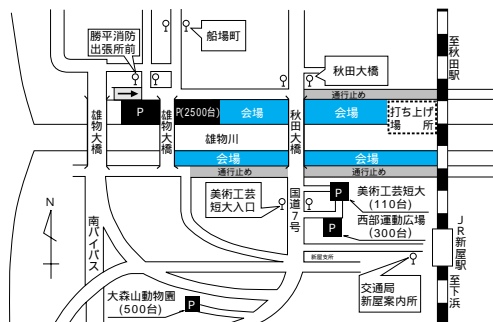 勝平消防
出張所前
船場町
秋田大橋
至秋田駅
通行止め
P
P(2500台)
会場
会場
打ち上げ
場　所
雄物大橋
雄物大橋
雄物川
秋田大橋
会場
会場
通行止め
通行止め
美術工芸
短大入口
国道7号
P
美術工芸短大
(110台)
P
西部運動広場
(300台)
N
南バイパス
新屋支所
JR新屋駅
至下浜
交通局
新屋案内所
大森山動物園
(500台)
P